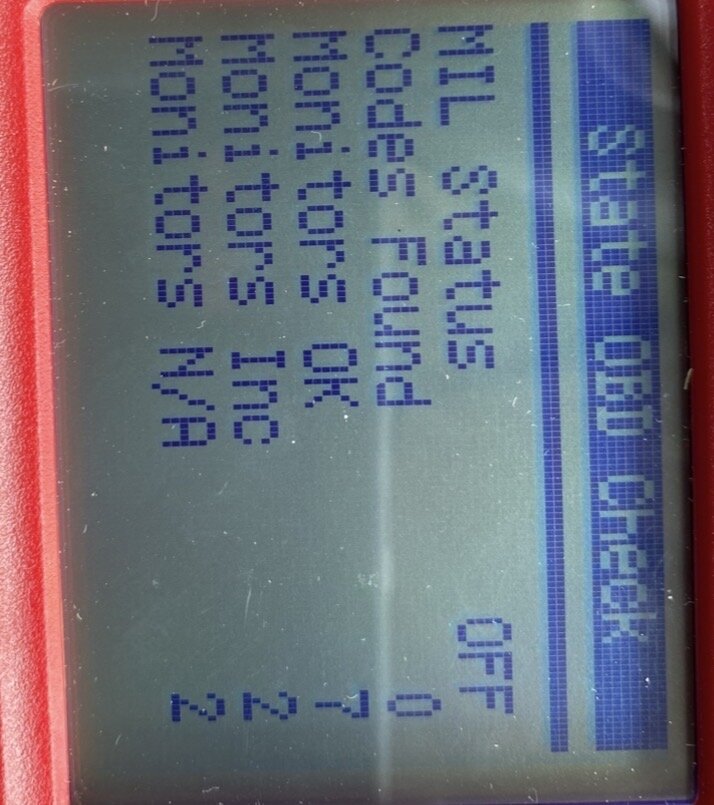 State OBD Check
MIL Status OFF
Codes Found 0
Monitors OK 7
Monitors Inc 2
Monitors N/A 2